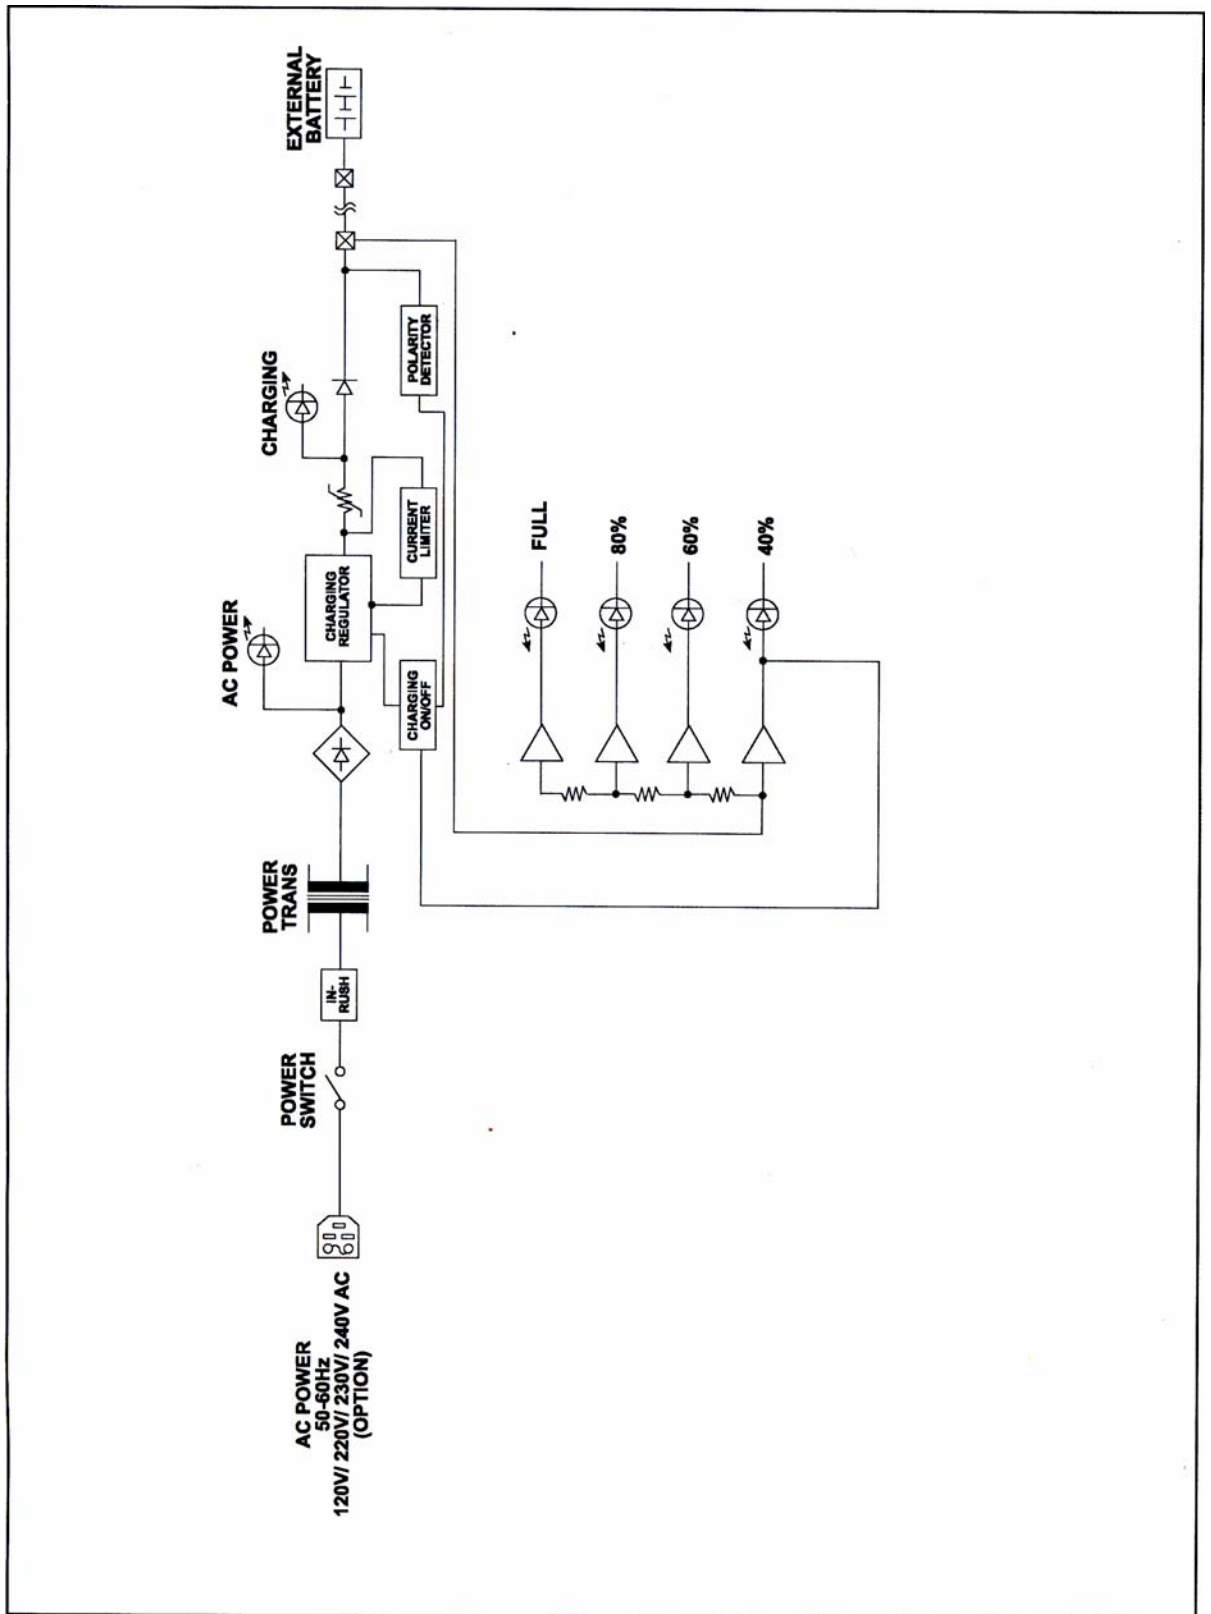 AC POWER
50-60Hz
120V/ 220V/ 230V/ 240V AC
(OPTION)
POWER
SWITCH
IN-
RUSH
POWER
TRANS
AC POWER
CHARGING
REGULATOR
CHARGING
ON/OFF
CURRENT
LIMITER
CHARGING
POLARITY
DETECTOR
EXTERNAL
BATTERY
FULL
80%
60%
40%